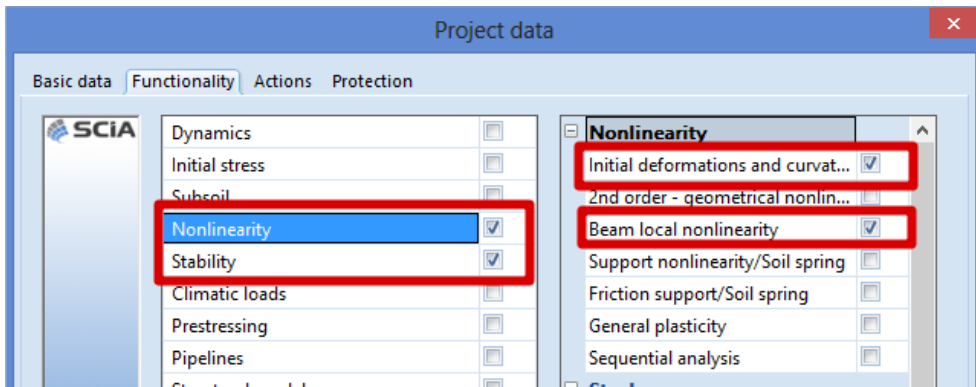 Project data
Basic data Functionality Actions Protection
SCiA
Dynamics
Initial stress
Subsoil
Nonlinearity
Stability
Climatic loads
Prestressing
Pipelines
Nonlinearity
Initial deformations and curvat...
2nd order - geometrical nonlin...
Beam local nonlinearity
Support nonlinearity/Soil spring
Friction support/Soil spring
General plasticity
Sequential analysis